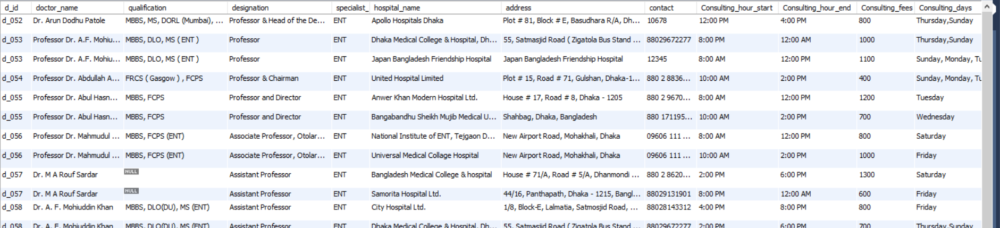 d_id doctor_name qualification designation specialist_ hospital_name address contact Consulting_hour_start Consulting_hour_end Consulting_fees Consulting_days
d_052 Dr. Arun Dodhu Patole MBBS, MS, DORL (Mumbai), ... Professor & Head of the De... ENT Apollo Hospitals Dhaka Plot # 81, Block # E, Basudhara R/A, Dh... 10678 12:00 PM 4:00 PM 800 Thursday,Sunday
d_053 Professor Dr. A.F. Mohiu... MBBS, DLO, MS ( ENT ) Professor ENT Dhaka Medical College & Hospital, Dh... 55, Satmasjid Road ( Zigatola Bus Stand ... 88029672277 8:00 PM 12:00 AM 1000 Thursday,Sunday
d_053 Professor Dr. A.F. Mohiu... MBBS, DLO, MS ( ENT ) Professor ENT Japan Bangladesh Friendship Hospital Japan Bangladesh Friendship Hospital 12345 8:00 AM 12:00 PM 1100 Sunday, Monday, Tu
d_054 Professor Dr. Abdullah A... FRCS ( Gasgow ) , FCPS Professor & Chairman ENT United Hospital Limited Plot # 15, Road # 71, Gulshan, Dhaka-1... 880 2 8836... 10:00 AM 2:00 PM 400 Sunday, Monday, Tu
d_055 Professor Dr. Abul Hasn... MBBS, FCPS Professor and Director ENT Anwer Khan Modern Hospital Ltd. House # 17, Road # 8, Dhaka - 1205 880 2 9670... 8:00 AM 12:00 PM 1200 Tuesday
d_055 Professor Dr. Abul Hasn... MBBS, FCPS Professor and Director ENT Bangabandhu Sheikh Mujib Medical U... Shahbag, Dhaka, Bangladesh 880 171195... 10:00 AM 2:00 PM 700 Wednesday
d_056 Professor Dr. Mahmudul ... MBBS, FCPS (ENT) Associate Professor, Otolar... ENT National Institute of ENT, Tejgaon D... New Airport Road, Mohakhali, Dhaka 09606 111 ... 8:00 AM 12:00 PM 800 Saturday
d_056 Professor Dr. Mahmudul ... MBBS, FCPS (ENT) Associate Professor, Otolar... ENT Universal Medical Collage Hospital New Airport Road, Mohakhali, Dhaka 09606 111 ... 10:00 AM 2:00 PM 1000 Friday
d_057 Dr. M A Rouf Sardar NULL Assistant Professor ENT Bangladesh Medical College & hospital House # 71/A, Road # 5/A, Dhanmondi ... 880 2 8620... 2:00 PM 6:00 PM 1300 Saturday
d_057 Dr. M A Rouf Sardar NULL Assistant Professor ENT Samorita Hospital Ltd. 44/16, Panthapath, Dhaka - 1215, Bangl... 88029131901 8:00 PM 12:00 AM 600 Friday
d_058 Dr. A. F. Mohiuddin Khan MBBS, DLO(DU), MS (ENT) Assistant Professor ENT City Hospital Ltd. 1/8, Block-E, Lalmatia, Satmosjid Road, ... 88028143312 4:00 PM 8:00 PM 800 Friday
d_058 Dr. A. F. Mohiuddin Khan MBBS, DLO(DU), MS (ENT) Assistant Professor ENT Dhaka Medical College & Hospital, Dh... 55, Satmasjid Road ( Zigatola Bus Stand ... 88029672277 2:00 PM 6:00 PM 700 Thursday,Sunday